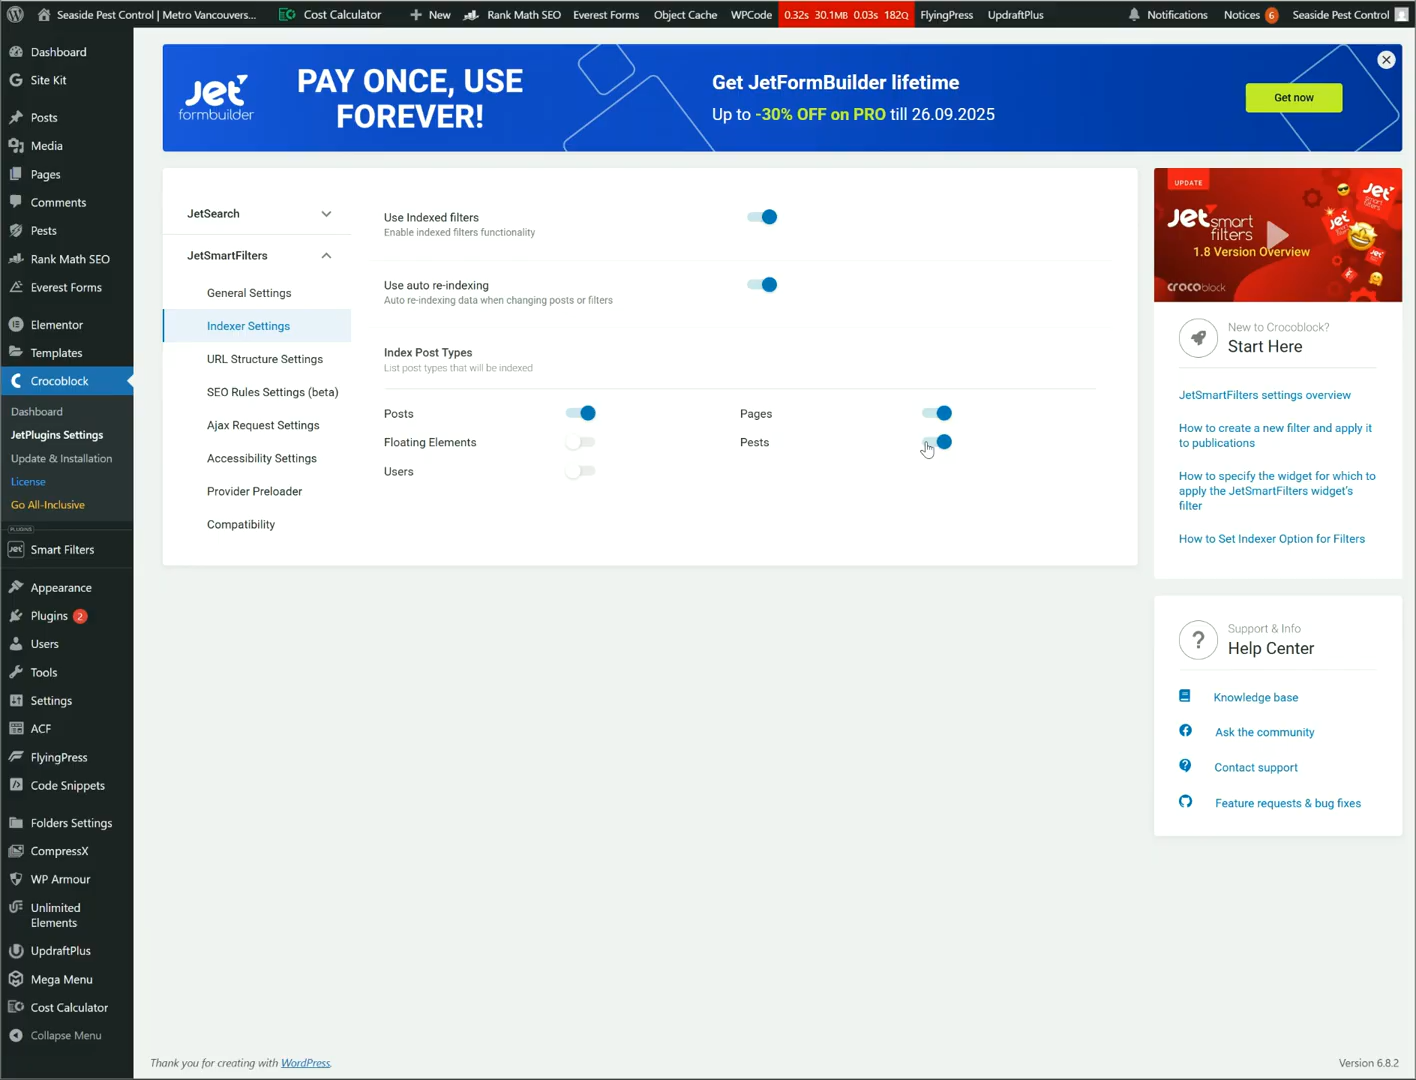 Seaside Pest Control | Metro Vancouvers...
Cost Calculator
New
Rank Math SEO
Everest Forms
Object Cache
WPCode
0.32s 30.1MB 0.03s 182Q
FlyingPress
UpdraftPlus
Notifications
Notices 6
Seaside Pest Control
Dashboard
Site Kit
Posts
Media
Pages
Comments
Pests
Rank Math SEO
Everest Forms
Elementor
Templates
Crocoblock
Dashboard
JetPlugins Settings
Update & Installation
License
Go All-Inclusive
PLUGINS
Jet
Smart Filters
Appearance
Plugins 2
Users
Tools
Settings
ACF
FlyingPress
Code Snippets
Folders Settings
CompressX
WP Armour
Unlimited
Elements
UpdraftPlus
Mega Menu
Cost Calculator
Collapse Menu
Jet
formbuilder
PAY ONCE, USE
FOREVER!
Get JetFormBuilder lifetime
Up to -30% OFF on PRO till 26.09.2025
Get now
JetSearch
JetSmartFilters
General Settings
Indexer Settings
URL Structure Settings
SEO Rules Settings (beta)
Ajax Request Settings
Accessibility Settings
Provider Preloader
Compatibility
Use Indexed filters
Enable indexed filters functionality
Use auto re-indexing
Auto re-indexing data when changing posts or filters
Index Post Types
List post types that will be indexed
Posts
Pages
Floating Elements
Pests
Users
UPDATE
Jet smart
filters
1.8 Version Overview
crocoblock
Jet
Jet
Jet
New to Crocoblock?
Start Here
JetSmartFilters settings overview
How to create a new filter and apply it
to publications
How to specify the widget for which to
apply the JetSmartFilters widget's
filter
How to Set Indexer Option for Filters
Support & Info
Help Center
Knowledge base
Ask the community
Contact support
Feature requests & bug fixes
Thank you for creating with WordPress.
Version 6.8.2